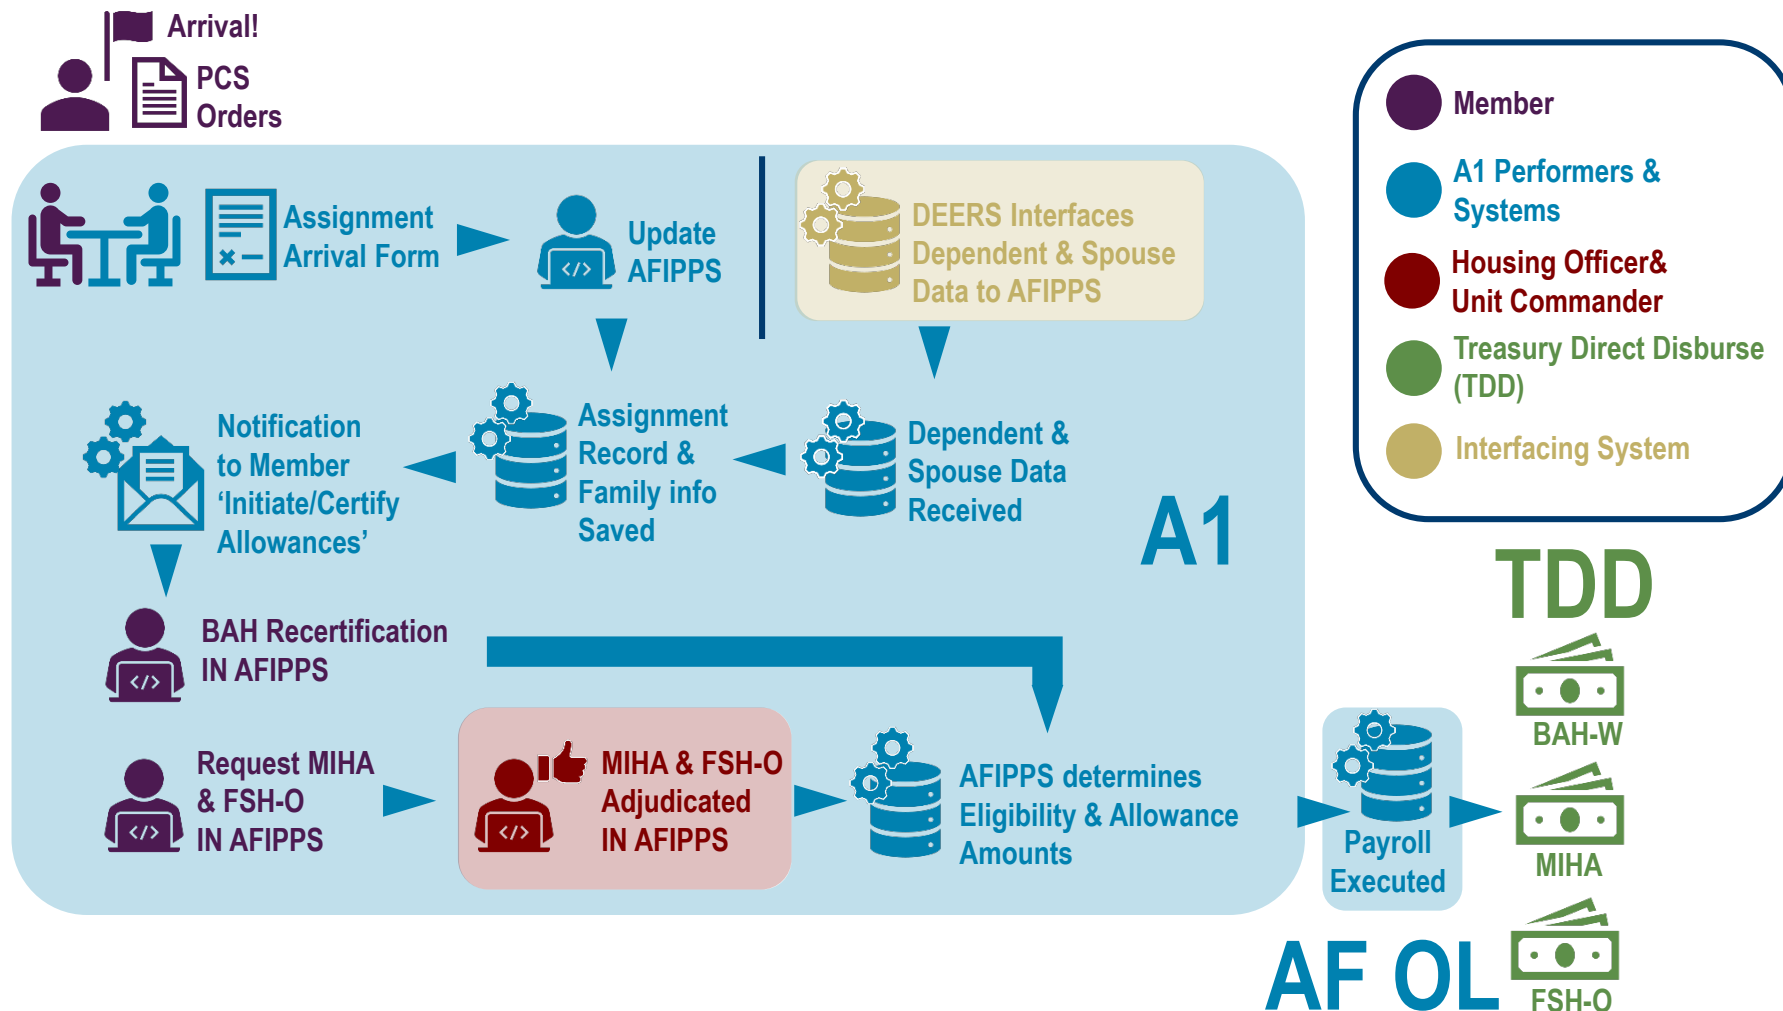 Arrival!
PCS
Orders
Member
A1 Performers &
Systems
Housing Officer&
Unit Commander
Treasury Direct Disburse
(TDD)
Interfacing System
Assignment
Arrival Form
Update
AFIPPS
DEERS Interfaces
Dependent & Spouse
Data to AFIPPS
Notification
to Member
‘Initiate/Certify
Allowances’
Assignment
Record &
Family info
Saved
Dependent &
Spouse Data
Received
A1
BAH Recertification
IN AFIPPS
Request MIHA
& FSH-O
IN AFIPPS
MIHA & FSH-O
Adjudicated
IN AFIPPS
AFIPPS determines
Eligibility & Allowance
Amounts
Payroll
Executed
AF OL
TDD
BAH-W
MIHA
FSH-O